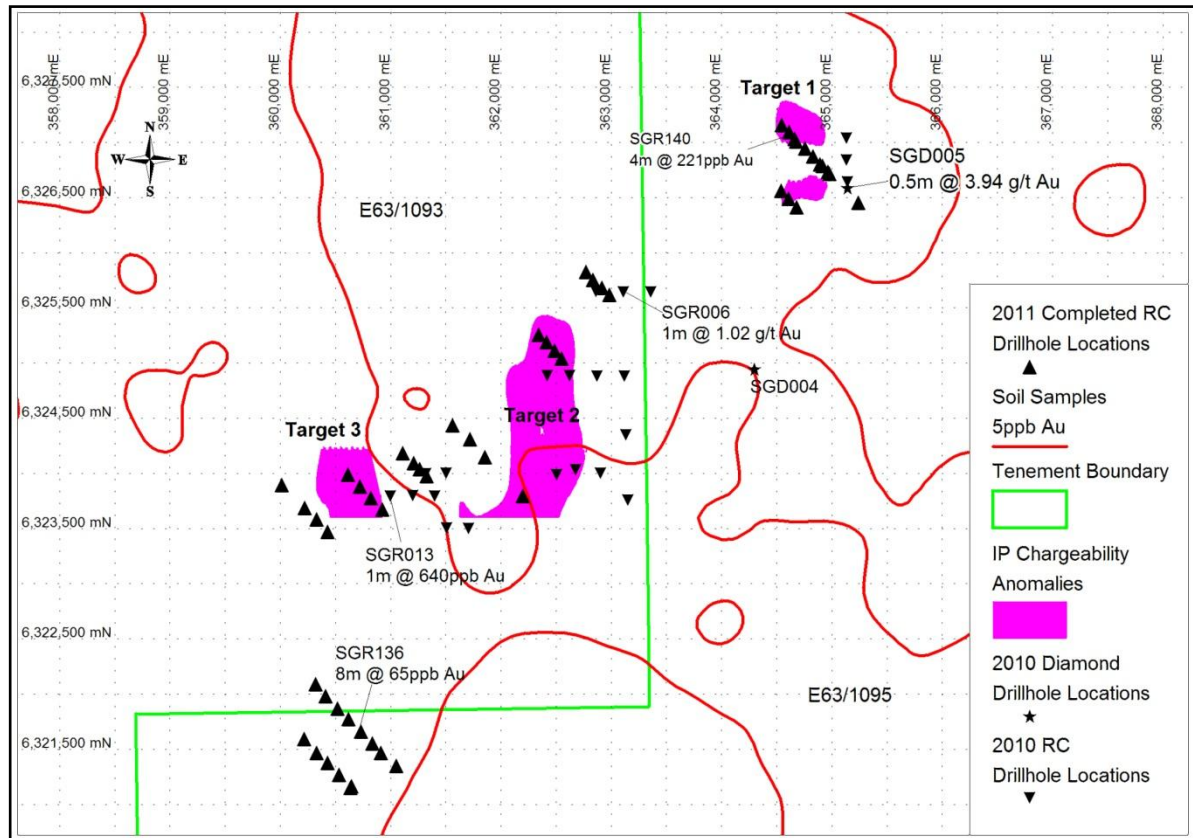 358,000 mE
359,000 mE
360,000 mE
361,000 mE
362,000 mE
363,000 mE
364,000 mE
365,000 mE
366,000 mE
367,000 mE
368,000 mE
6,327,500 mN
6,326,500 mN
6,325,500 mN
6,324,500 mN
6,323,500 mN
6,322,500 mN
6,321,500 mN
N
W E
S
Target 1
SGR140
4m @ 221ppb Au
SGD005
0.5m @ 3.94 g/t Au
E63/1093
SGR006
1m @ 1.02 g/t Au
SGD004
Target 2
Target 3
SGR013
1m @ 640ppb Au
SGR136
8m @ 65ppb Au
E63/1095
2011 Completed RC
Drillhole Locations
Soil Samples
5ppb Au
Tenement Boundary
IP Chargeability
Anomalies
2010 Diamond
Drillhole Locations
2010 RC
Drillhole Locations